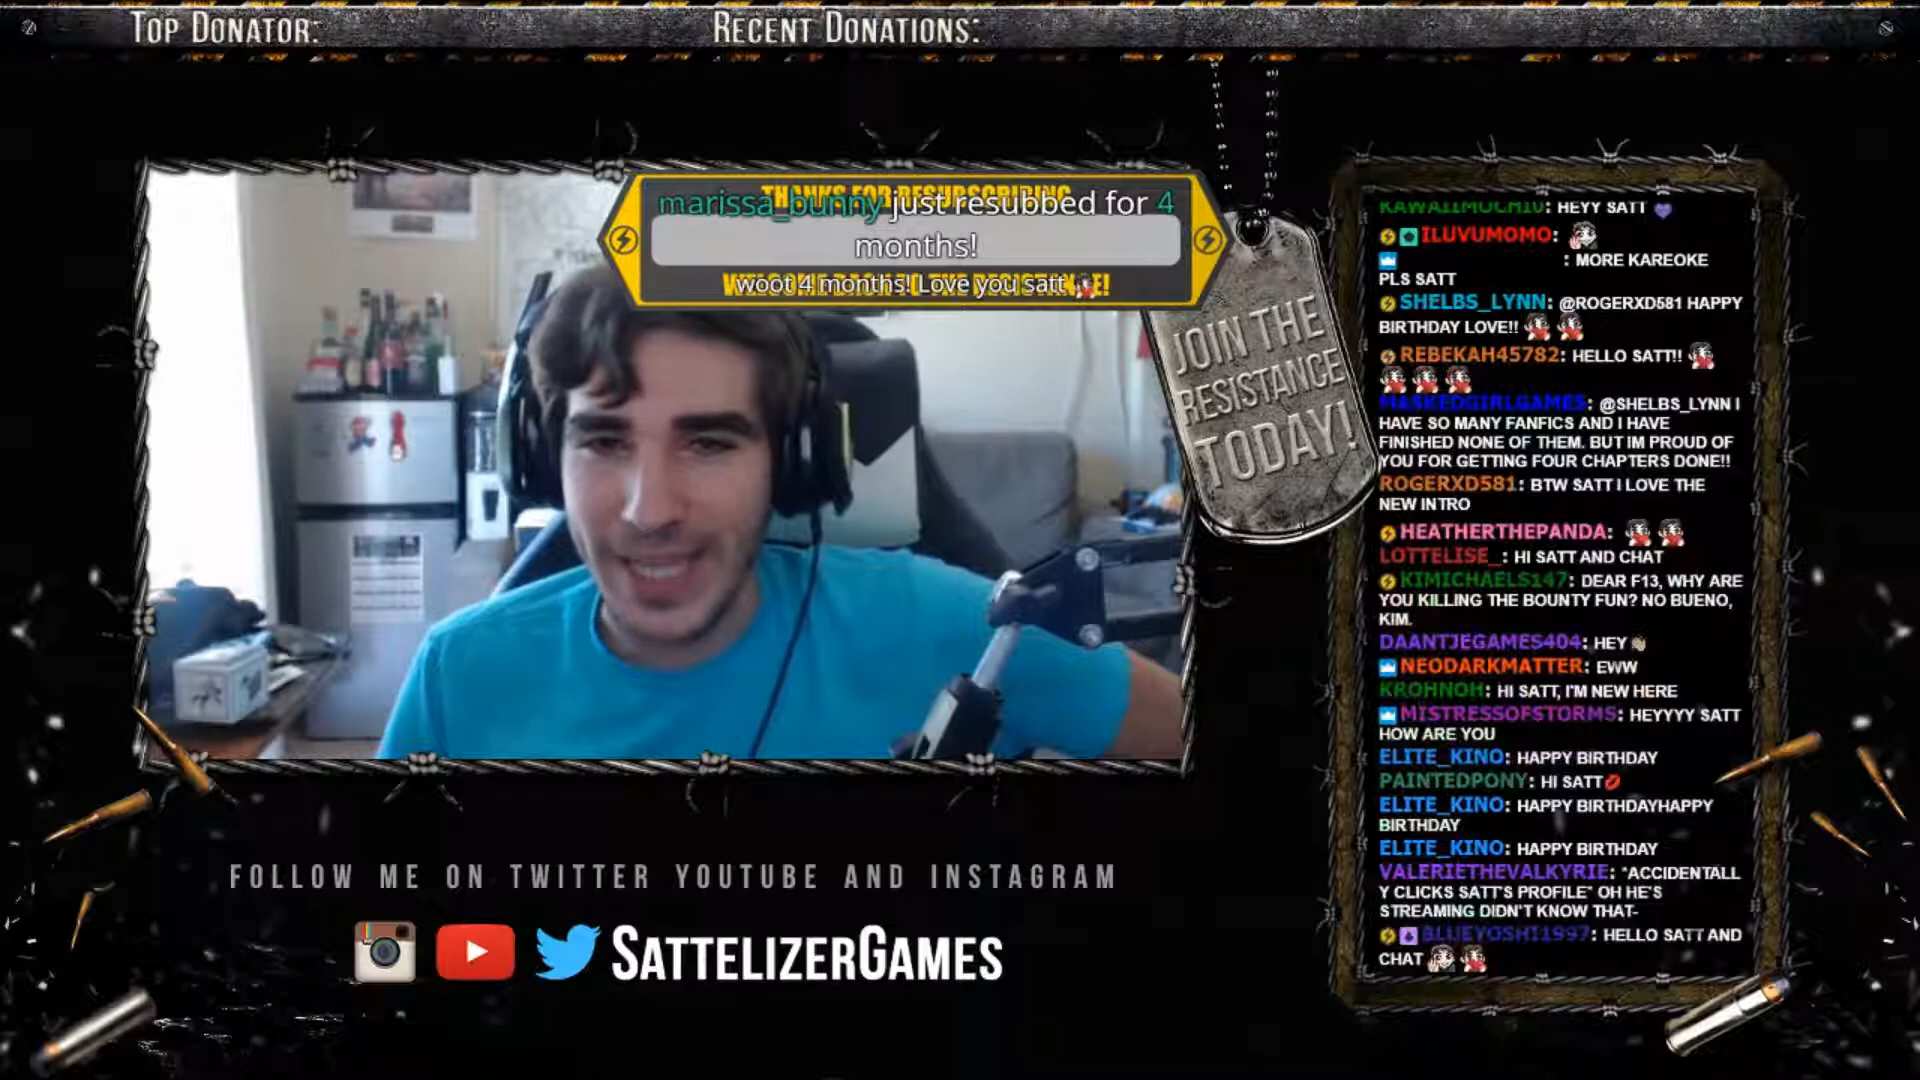 TOP DONATOR:
RECENT DONATIONS:
THANKS FOR RESUBSCRIBING
marissa_bunny just resubbed for 4
months!
woot 4 months! Love you satt
JOIN THE
RESISTANCE
TODAY!
KAWAIIMOCHI0: HEYY SATT
ILUVUMOMO:
: MORE KAREOKE
PLS SATT
SHELBS_LYNN: @ROGERXD581 HAPPY
BIRTHDAY LOVE!!
REBEKAH45782: HELLO SATT!!
MASKEDGIRLGAMES: @SHELBS_LYNN I
HAVE SO MANY FANFICS AND I HAVE
FINISHED NONE OF THEM. BUT IM PROUD OF
YOU FOR GETTING FOUR CHAPTERS DONE!!
ROGERXD581: BTW SATT I LOVE THE
NEW INTRO
HEATHERTHEPANDA:
LOTTELISE_: HI SATT AND CHAT
KIMICHAELS147: DEAR F13, WHY ARE
YOU KILLING THE BOUNTY FUN? NO BUENO,
KIM.
DAANTJEGAMES404: HEY
NEODARKMATTER: EWW
KROHNOH: HI SATT, I'M NEW HERE
MISTRESSOFSTORMS: HEYYYY SATT
HOW ARE YOU
ELITE_KINO: HAPPY BIRTHDAY
PAINTEDPONY: HI SATT
ELITE_KINO: HAPPY BIRTHDAYHAPPY
BIRTHDAY
ELITE_KINO: HAPPY BIRTHDAY
VALERIETHEVALKYRIE: *ACCIDENTALL
Y CLICKS SATT'S PROFILE* OH HE'S
STREAMING DIDN'T KNOW THAT-
BLUEYOSHI1997: HELLO SATT AND
CHAT
FOLLOW ME ON TWITTER YOUTUBE AND INSTAGRAM
SATTELIZERGAMES